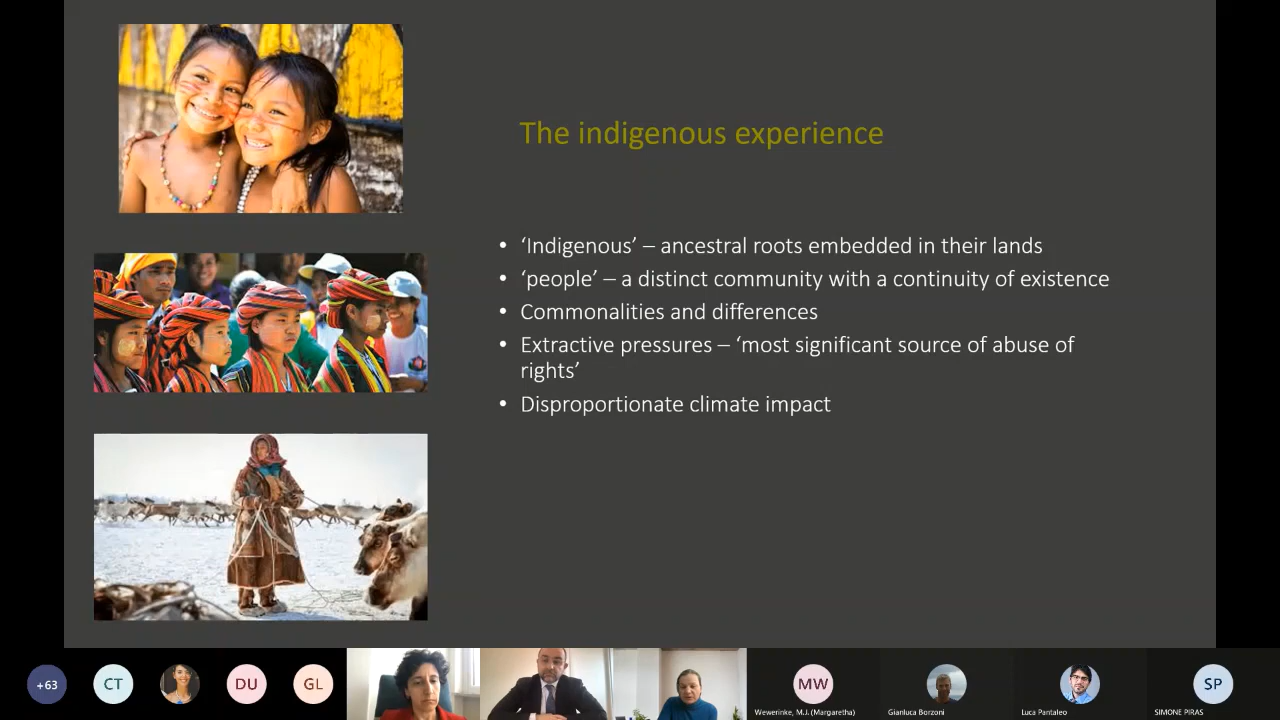 The indigenous experience
• ‘Indigenous’ – ancestral roots embedded in their lands
• ‘people’ – a distinct community with a continuity of existence
• Commonalities and differences
• Extractive pressures – ‘most significant source of abuse of
rights’
• Disproportionate climate impact
+63
CT
DU
GL
MW
SP
Wewerinke, M.J. (Margaretha)
Gianluca Borzoni
Luca Pantaleo
SIMONE PIRAS